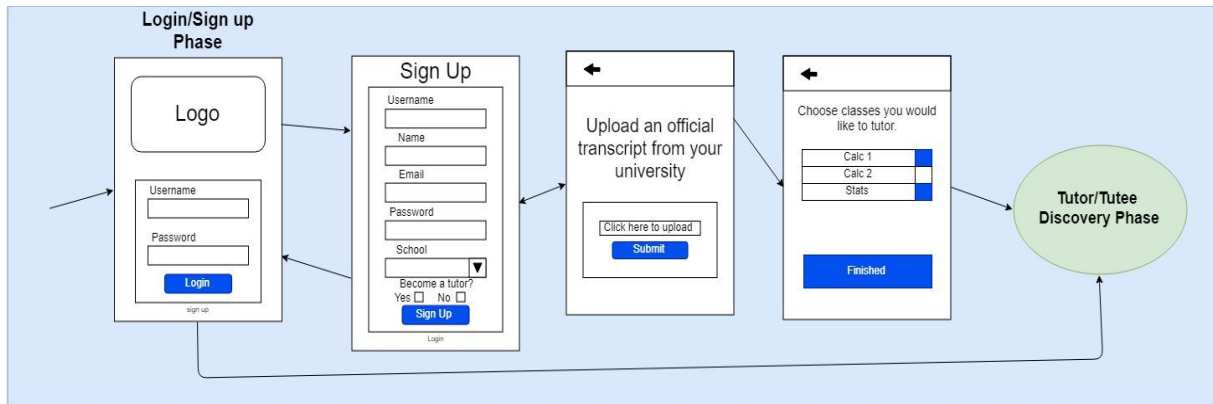 Login/Sign up
Phase
Logo
Username
Password
Login
sign up
Sign Up
Username
Name
Email
Password
School
Become a tutor?
Yes No
Sign Up
Login
Upload an official
transcript from your
university
Click here to upload
Submit
Choose classes you would
like to tutor.
Calc 1
Calc 2
Stats
Finished
Tutor/Tutee
Discovery Phase